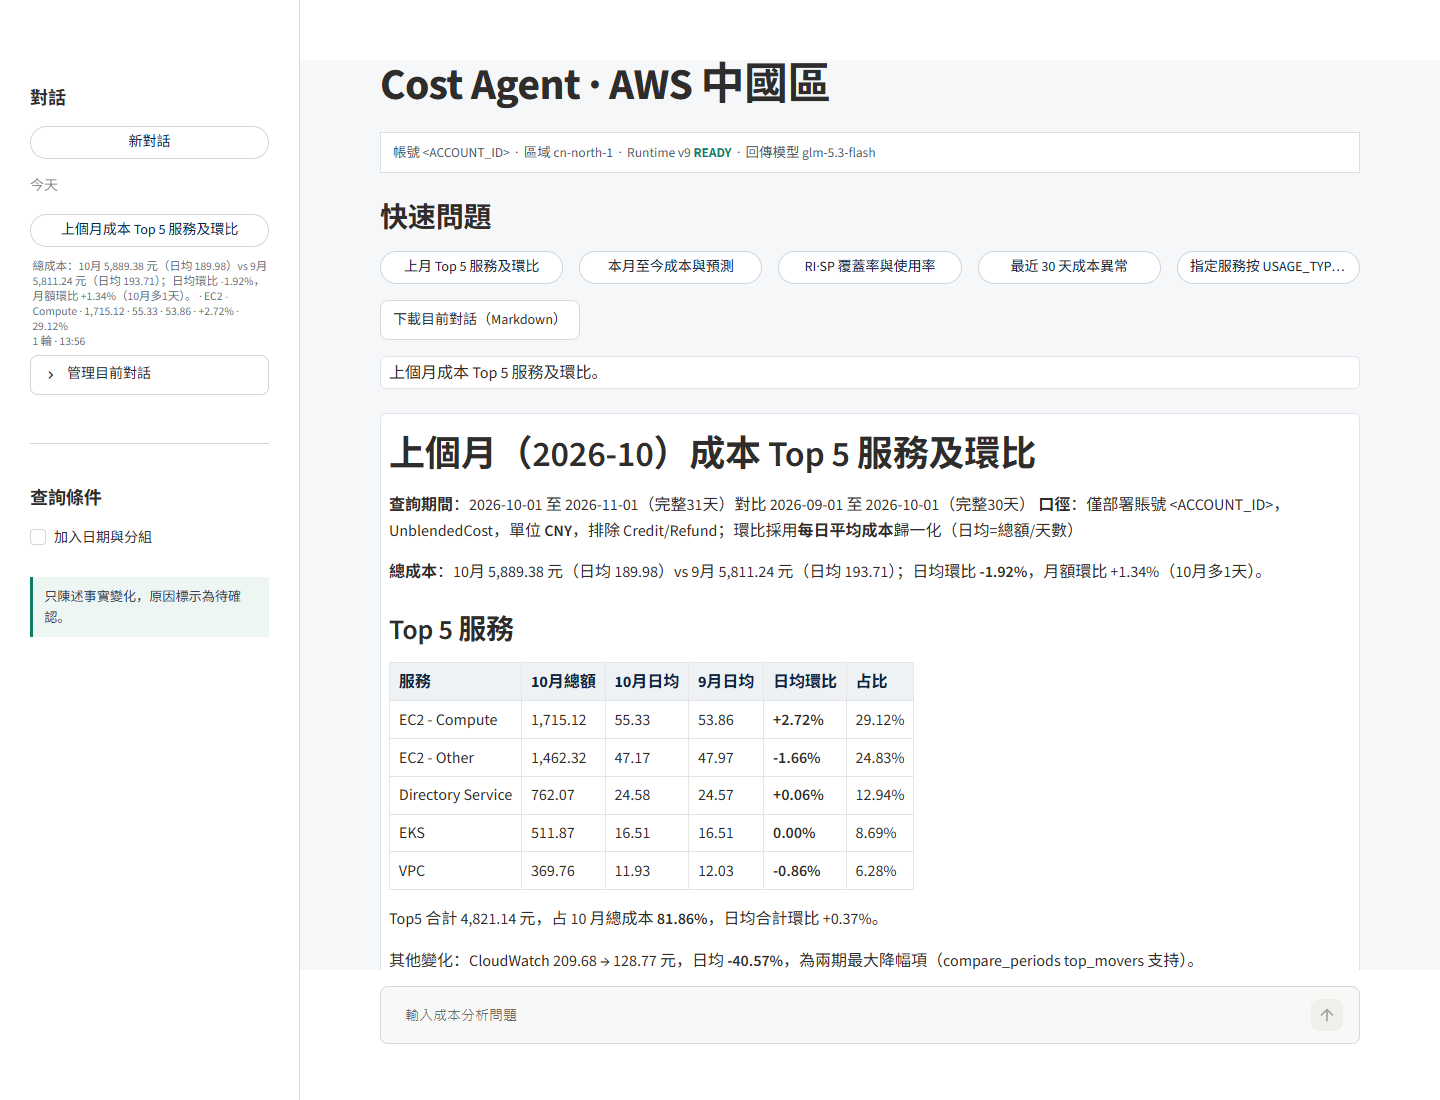 對話
新對話
今天
上個月成本 Top 5 服務及環比
總成本：10月 5,889.38 元（日均 189.98）vs 9月
5,811.24 元（日均 193.71）；日均環比 -1.92%，
月額環比 +1.34%（10月多1天）。 · EC2 -
Compute · 1,715.12 · 55.33 · 53.86 · +2.72% ·
29.12%
1 輪 · 13:56
管理目前對話
查詢條件
加入日期與分組
只陳述事實變化，原因標示為待確
認。
Cost Agent · AWS 中國區
帳號 <ACCOUNT_ID> · 區域 cn-north-1 · Runtime v9 READY · 回傳模型 glm-5.3-flash
快速問題
上月 Top 5 服務及環比
本月至今成本與預測
RI·SP 覆蓋率與使用率
最近 30 天成本異常
指定服務按 USAGE_TYP...
下載目前對話（Markdown）
上個月成本 Top 5 服務及環比。
上個月（2026-10）成本 Top 5 服務及環比
查詢期間：2026-10-01 至 2026-11-01（完整31天）對比 2026-09-01 至 2026-10-01（完整30天） 口徑：僅部署賬號 <ACCOUNT_ID>，
UnblendedCost，單位 CNY，排除 Credit/Refund；環比採用每日平均成本歸一化（日均=總額/天數）
總成本：10月 5,889.38 元（日均 189.98）vs 9月 5,811.24 元（日均 193.71）；日均環比 -1.92%，月額環比 +1.34%（10月多1天）。
Top 5 服務
服務 10月總額 10月日均 9月日均 日均環比 占比
EC2 - Compute 1,715.12 55.33 53.86 +2.72% 29.12%
EC2 - Other 1,462.32 47.17 47.97 -1.66% 24.83%
Directory Service 762.07 24.58 24.57 +0.06% 12.94%
EKS 511.87 16.51 16.51 0.00% 8.69%
VPC 369.76 11.93 12.03 -0.86% 6.28%
Top5 合計 4,821.14 元，占 10 月總成本 81.86%，日均合計環比 +0.37%。
其他變化：CloudWatch 209.68 → 128.77 元，日均 -40.57%，為兩期最大降幅項（compare_periods top_movers 支持）。
輸入成本分析問題